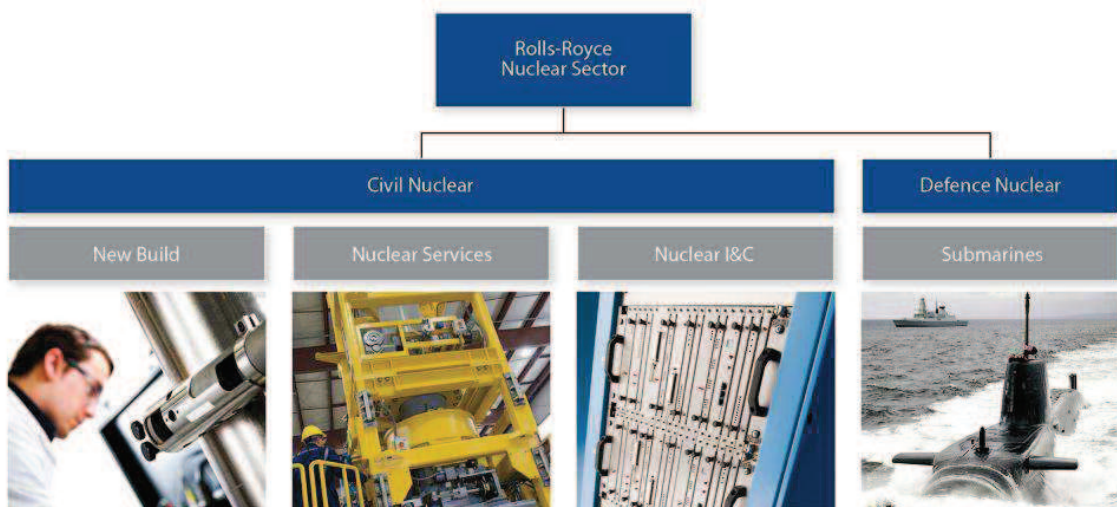 Rolls-Royce
Nuclear Sector
Civil Nuclear
Defence Nuclear
New Build
Nuclear Services
Nuclear I&C
Submarines